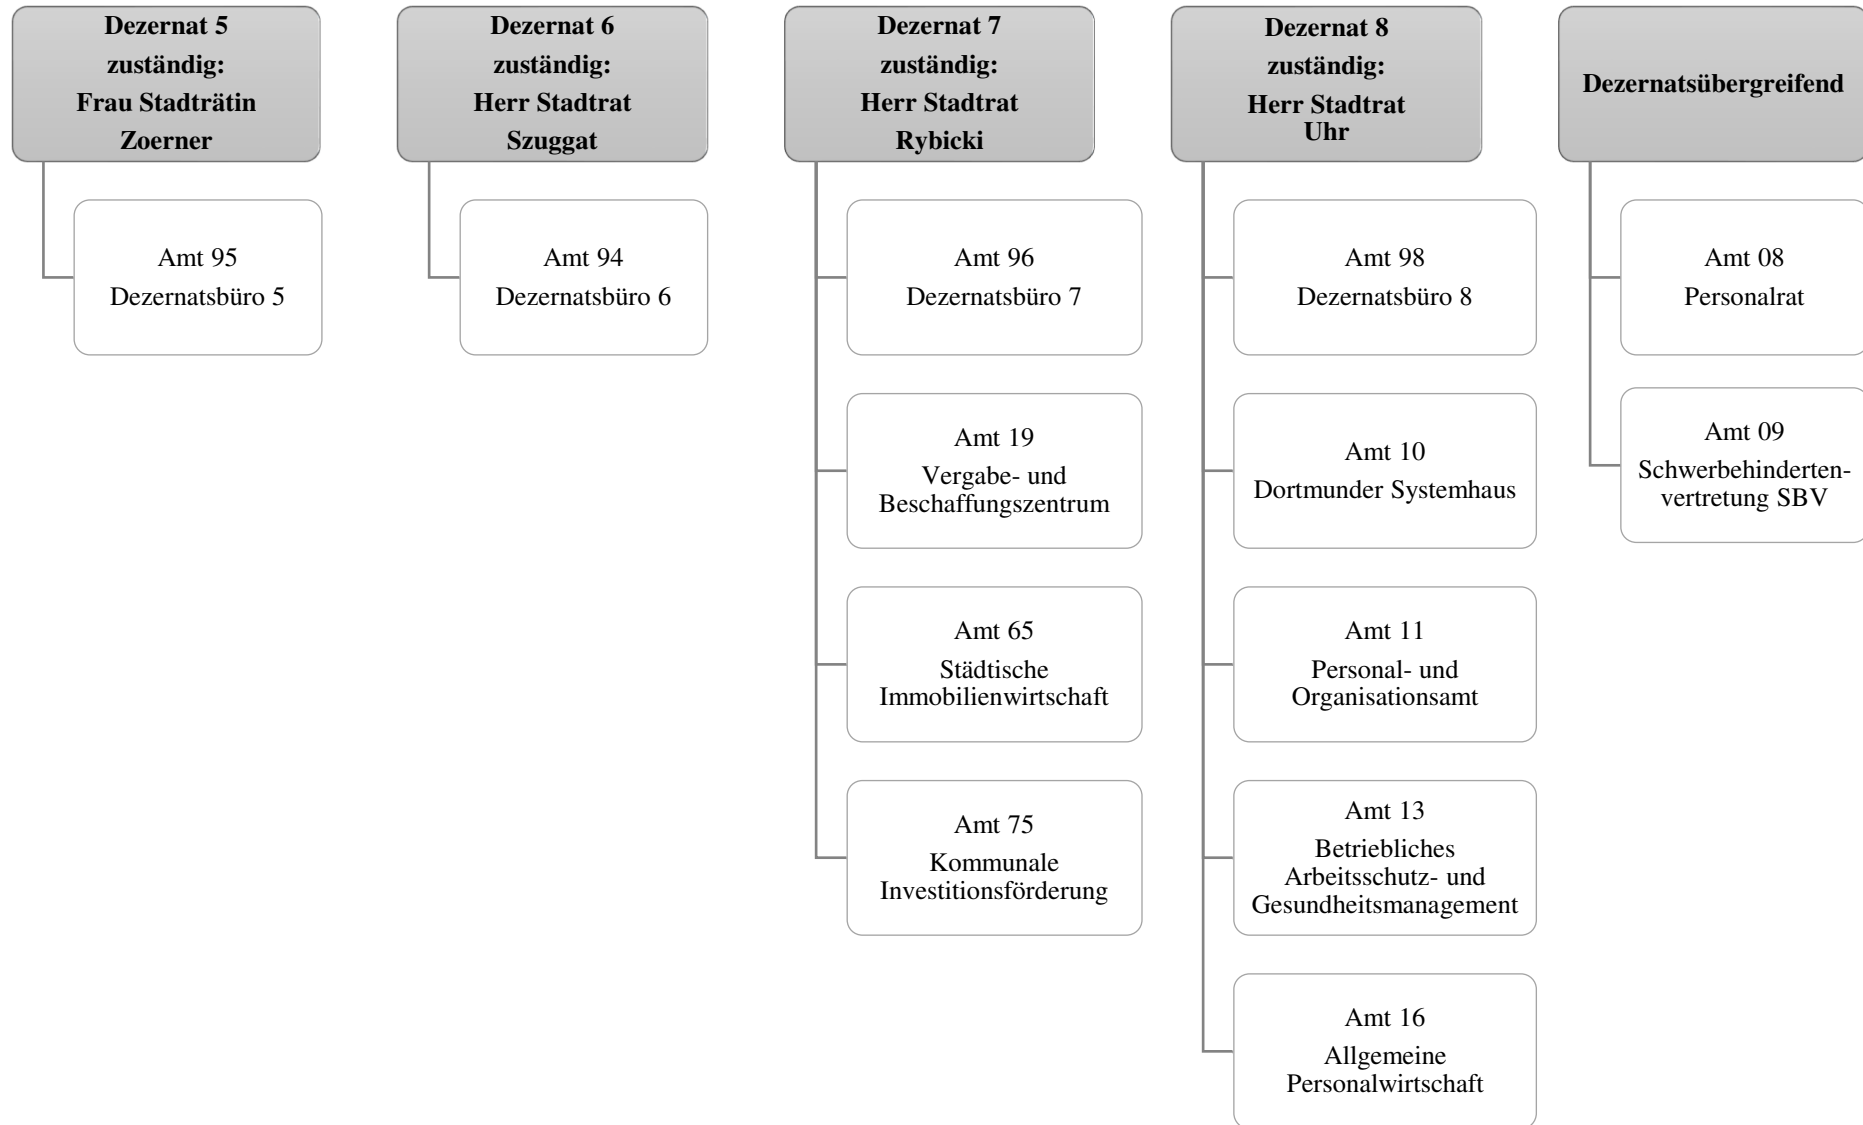 Dezernat 5
zuständig:
Frau Stadträtin
Zoerner
Amt 95
Dezernatsbüro 5
Dezernat 6
zuständig:
Herr Stadtrat
Szuggat
Amt 94
Dezernatsbüro 6
Dezernat 7
zuständig:
Herr Stadtrat
Rybicki
Amt 96
Dezernatsbüro 7
Amt 19
Vergabe- und
Beschaffungszentrum
Amt 65
Städtische
Immobilienwirtschaft
Amt 75
Kommunale
Investitionsförderung
Dezernat 8
zuständig:
Herr Stadtrat
Uhr
Amt 98
Dezernatsbüro 8
Amt 10
Dortmunder Systemhaus
Amt 11
Personal- und
Organisationsamt
Amt 13
Betriebliches
Arbeitsschutz- und
Gesundheitsmanagement
Amt 16
Allgemeine
Personalwirtschaft
Dezernatsübergreifend
Amt 08
Personalrat
Amt 09
Schwerbehinderten-
vertretung SBV